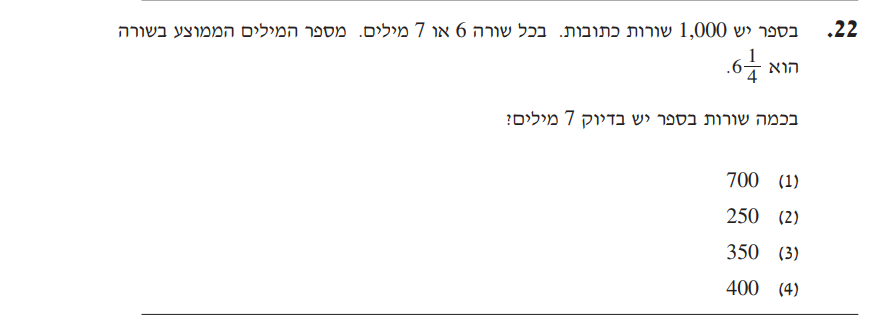 22. בספר יש 1,000 שורות כתובות. בכל שורה 6 או 7 מילים. מספר המילים הממוצע בשורה
הוא 6 1/4.
בכמה שורות בספר יש בדיוק 7 מילים?
(1) 700
(2) 250
(3) 350
(4) 400